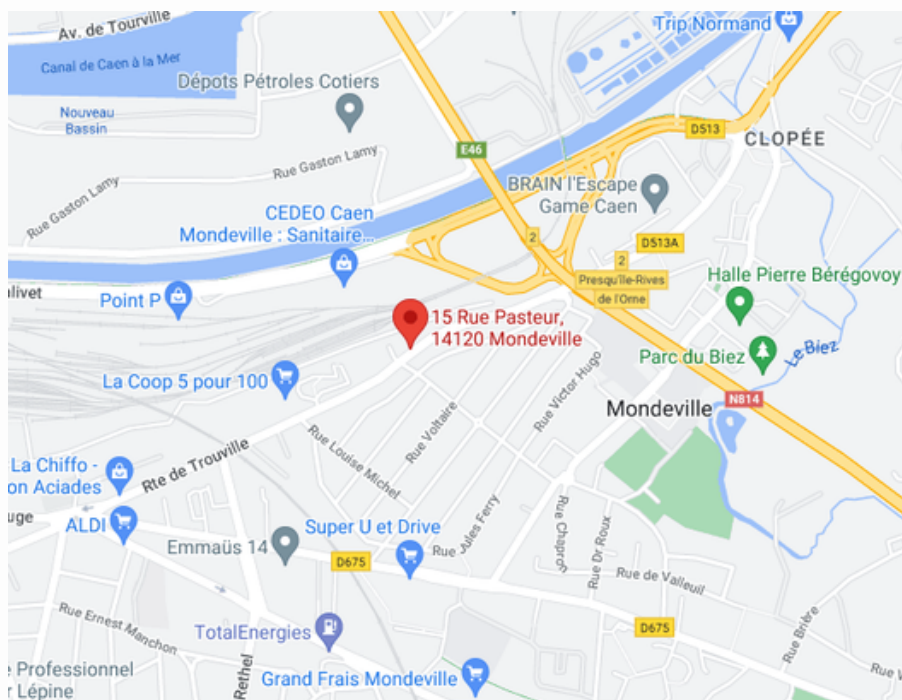 Av. de Tourville
Trip Normand
Canal de Caen à la Mer
Dépots Pétroles Cotiers
Nouveau
Bassin
D513
CLOPÉE
E46
Rue Gaston Lamy
Rue Gaston Lamy
BRAIN l'Escape
Game Caen
CEDEO Caen
Mondeville : Sanitaire...
2
D513A
2
Presqu'île-Rives
de l'Orne
Halle Pierre Bérégovoy
alivet
Point P
15 Rue Pasteur,
14120 Mondeville
Le Biez
Parc du Biez
La Coop 5 pour 100
Rue Victor Hugo
N814
Mondeville
Rue Voltaire
Rue Louise Michel
La Chiffo -
on Aciades
Rte de Trouville
uge
ALDI
Super U et Drive
Rue Jules Ferry
Rue Chapron
Rue Dr Roux
Emmaüs 14
D675
Rue de Valleuil
Rue Ernest Manchon
TotalEnergies
D675
Rue Brière
e Professionnel
r Lépine
Rethel
Grand Frais Mondeville
Rue V